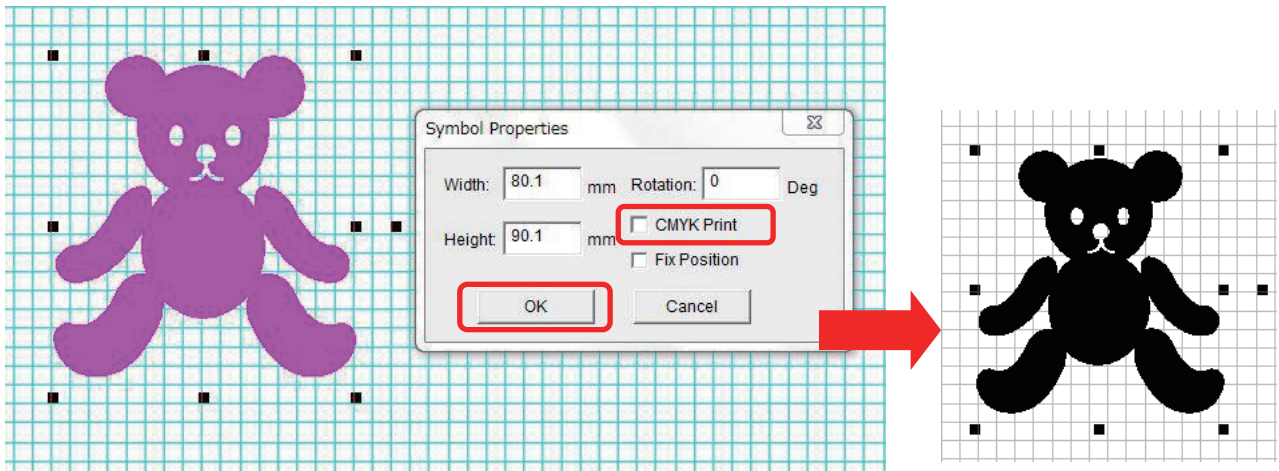 Symbol Properties
Width: 80.1 mm Rotation: 0 Deg
CMYK Print
Height: 90.1 mm
Fix Position
OK Cancel